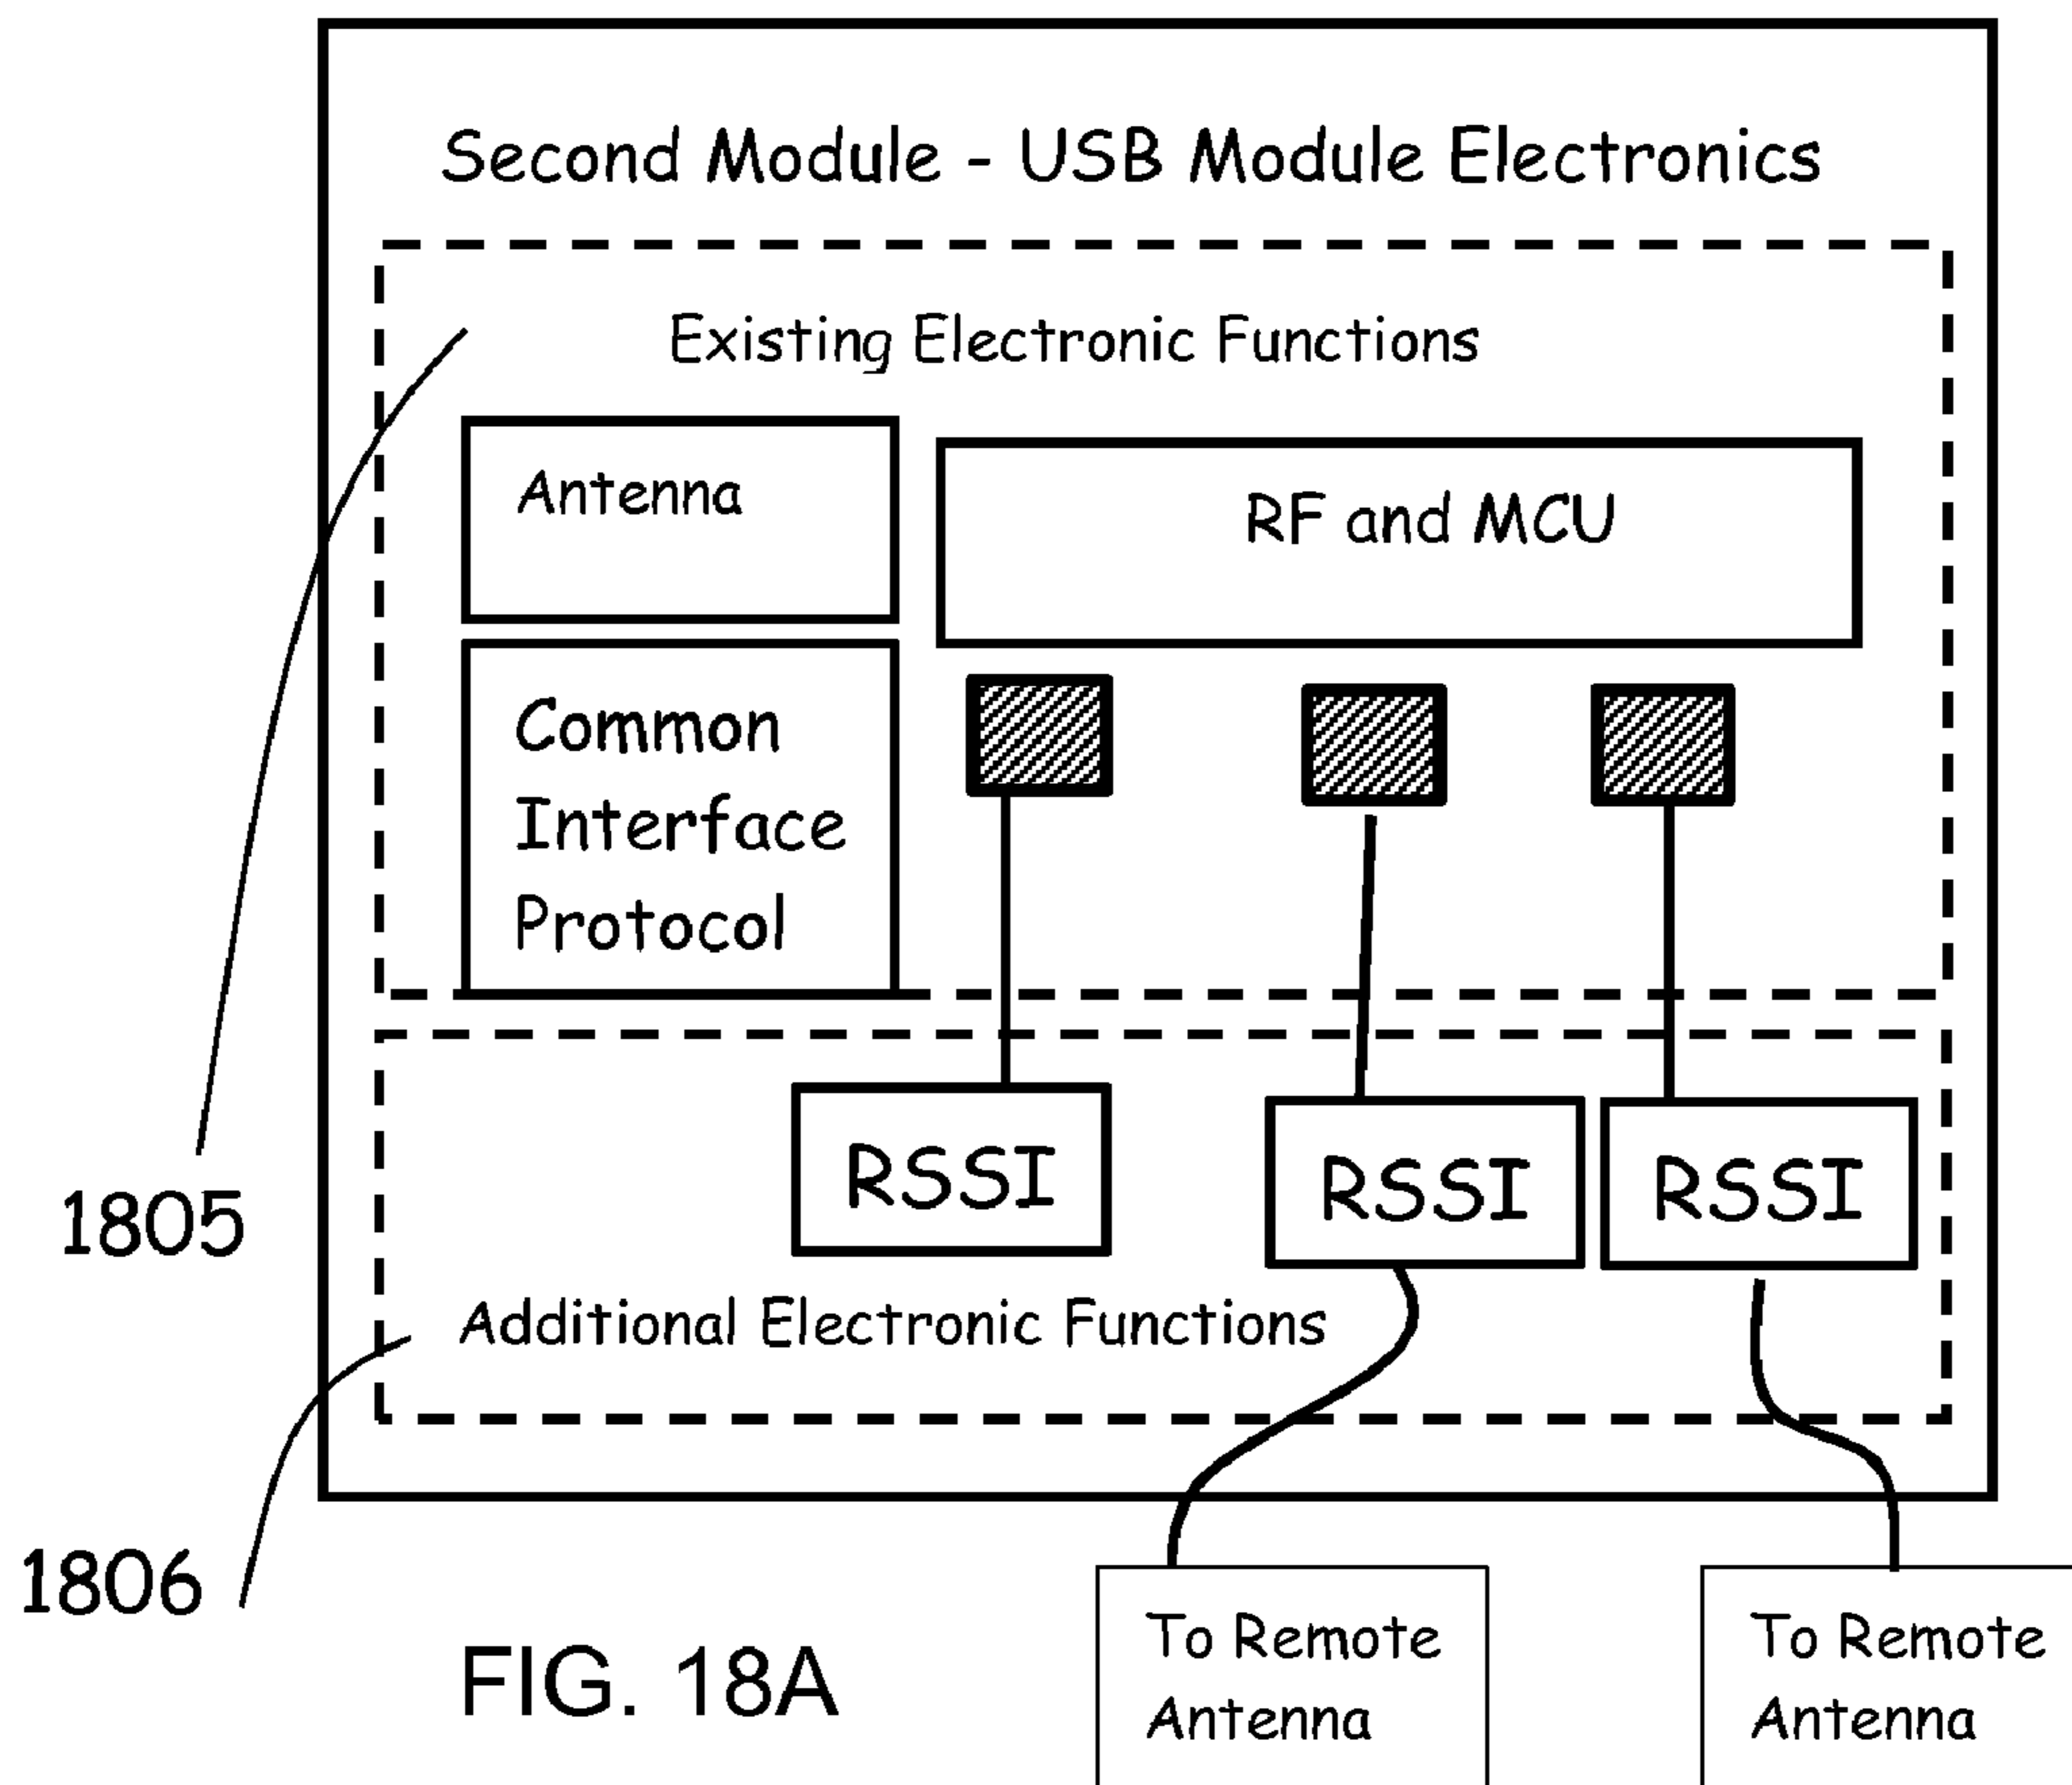 Second Module - USB Module Electronics
Existing Electronic Functions
Antenna
RF and MCU
Common
Interface
Protocol
RSSI
RSSI
RSSI
1805
Additional Electronic Functions
1806
FIG. 18A
To Remote
Antenna
To Remote
Antenna